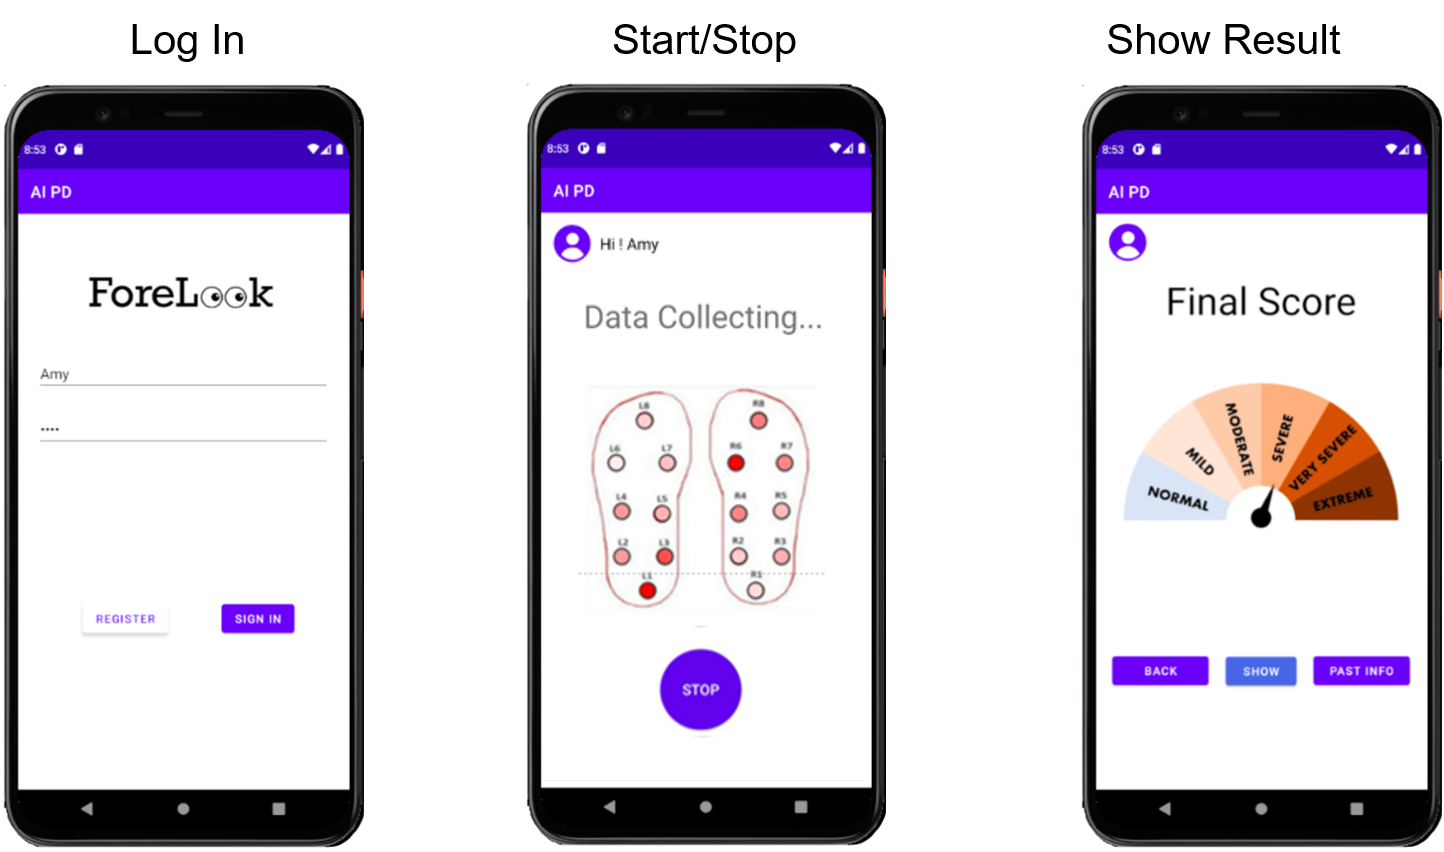 Log In
Start/Stop
Show Result
8:53
AI PD
ForeLook
Amy
....
REGISTER
SIGN IN
8:53
AI PD
Hi ! Amy
Data Collecting...
L8
R8
L6
L7
R6
R7
L4
L5
R4
R5
L2
L3
R2
R3
L1
R1
STOP
8:53
AI PD
Final Score
NORMAL
MILD
MODERATE
SEVERE
VERY SEVERE
EXTREME
BACK
SHOW
PAST INFO